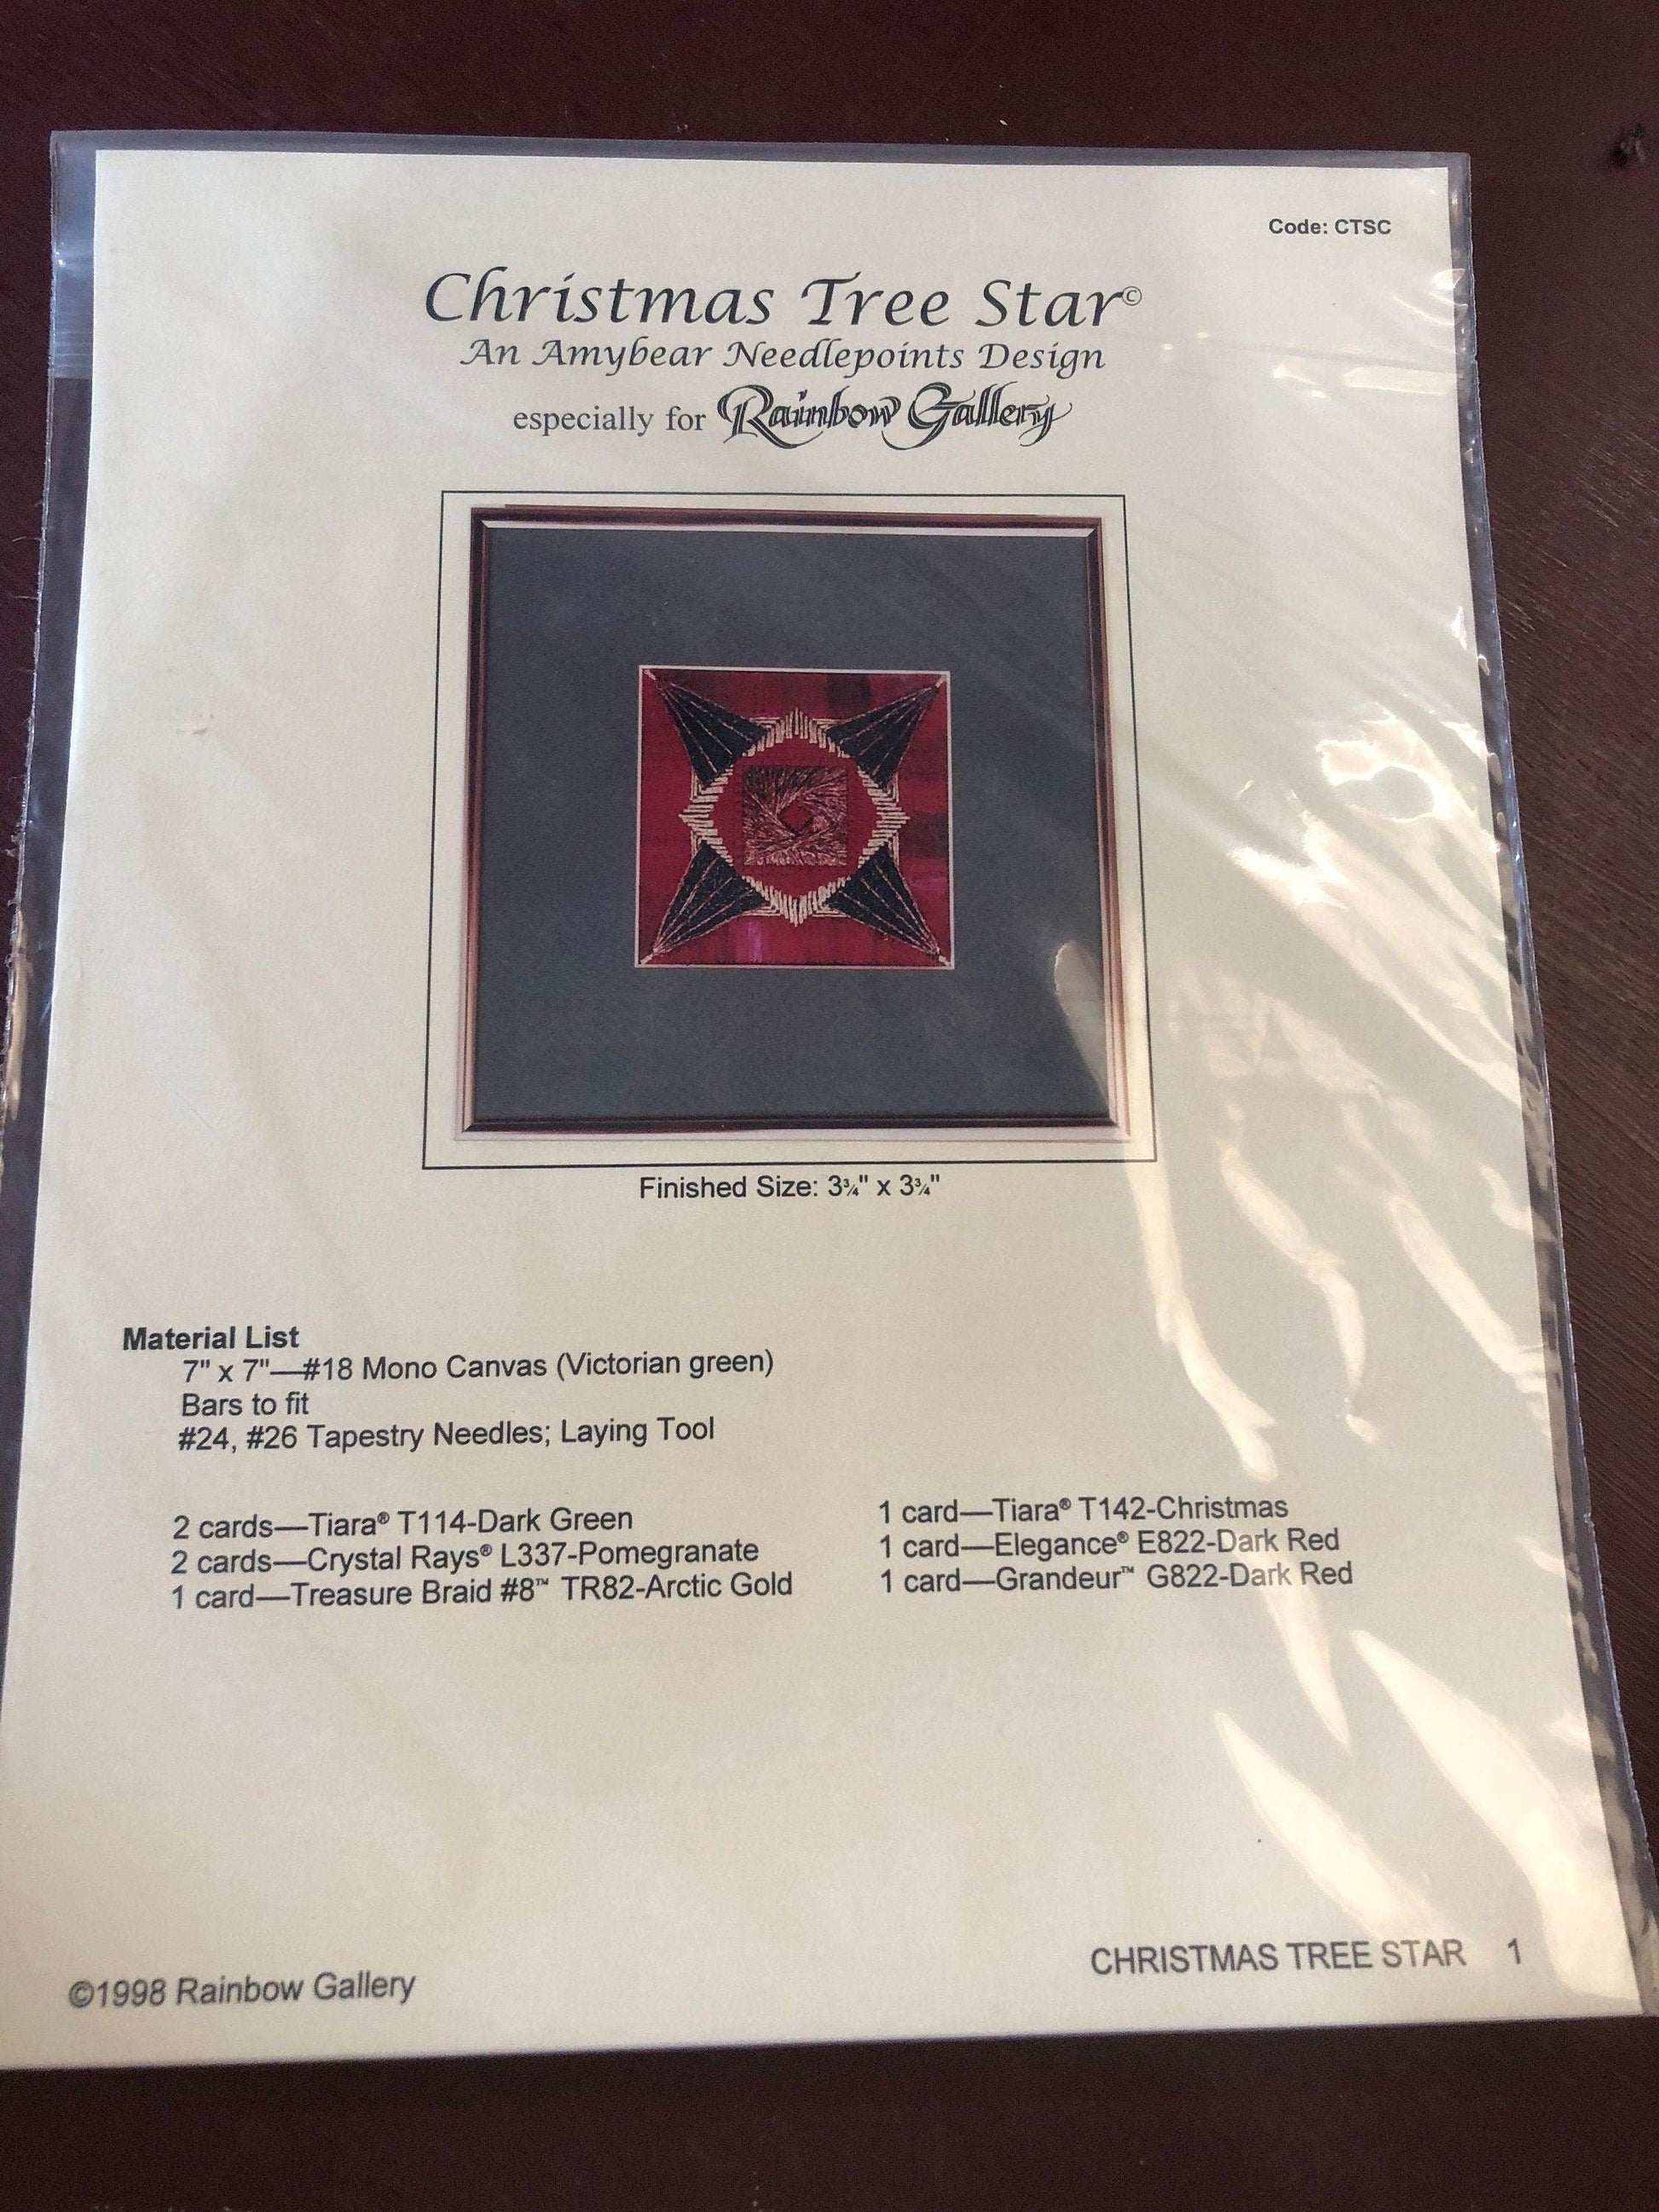 Code: CTSC
Christmas Tree Star©
An Amybear Needlepoints Design
especially for Rainbow Gallery
Finished Size: 3¾" x 3¾"
Material List
7" x 7"—#18 Mono Canvas (Victorian green)
Bars to fit
#24, #26 Tapestry Needles; Laying Tool
2 cards—Tiara® T114-Dark Green
2 cards—Crystal Rays® L337-Pomegranate
1 card—Treasure Braid #8™ TR82-Arctic Gold
1 card—Tiara® T142-Christmas
1 card—Elegance® E822-Dark Red
1 card—Grandeur™ G822-Dark Red
©1998 Rainbow Gallery
CHRISTMAS TREE STAR 1